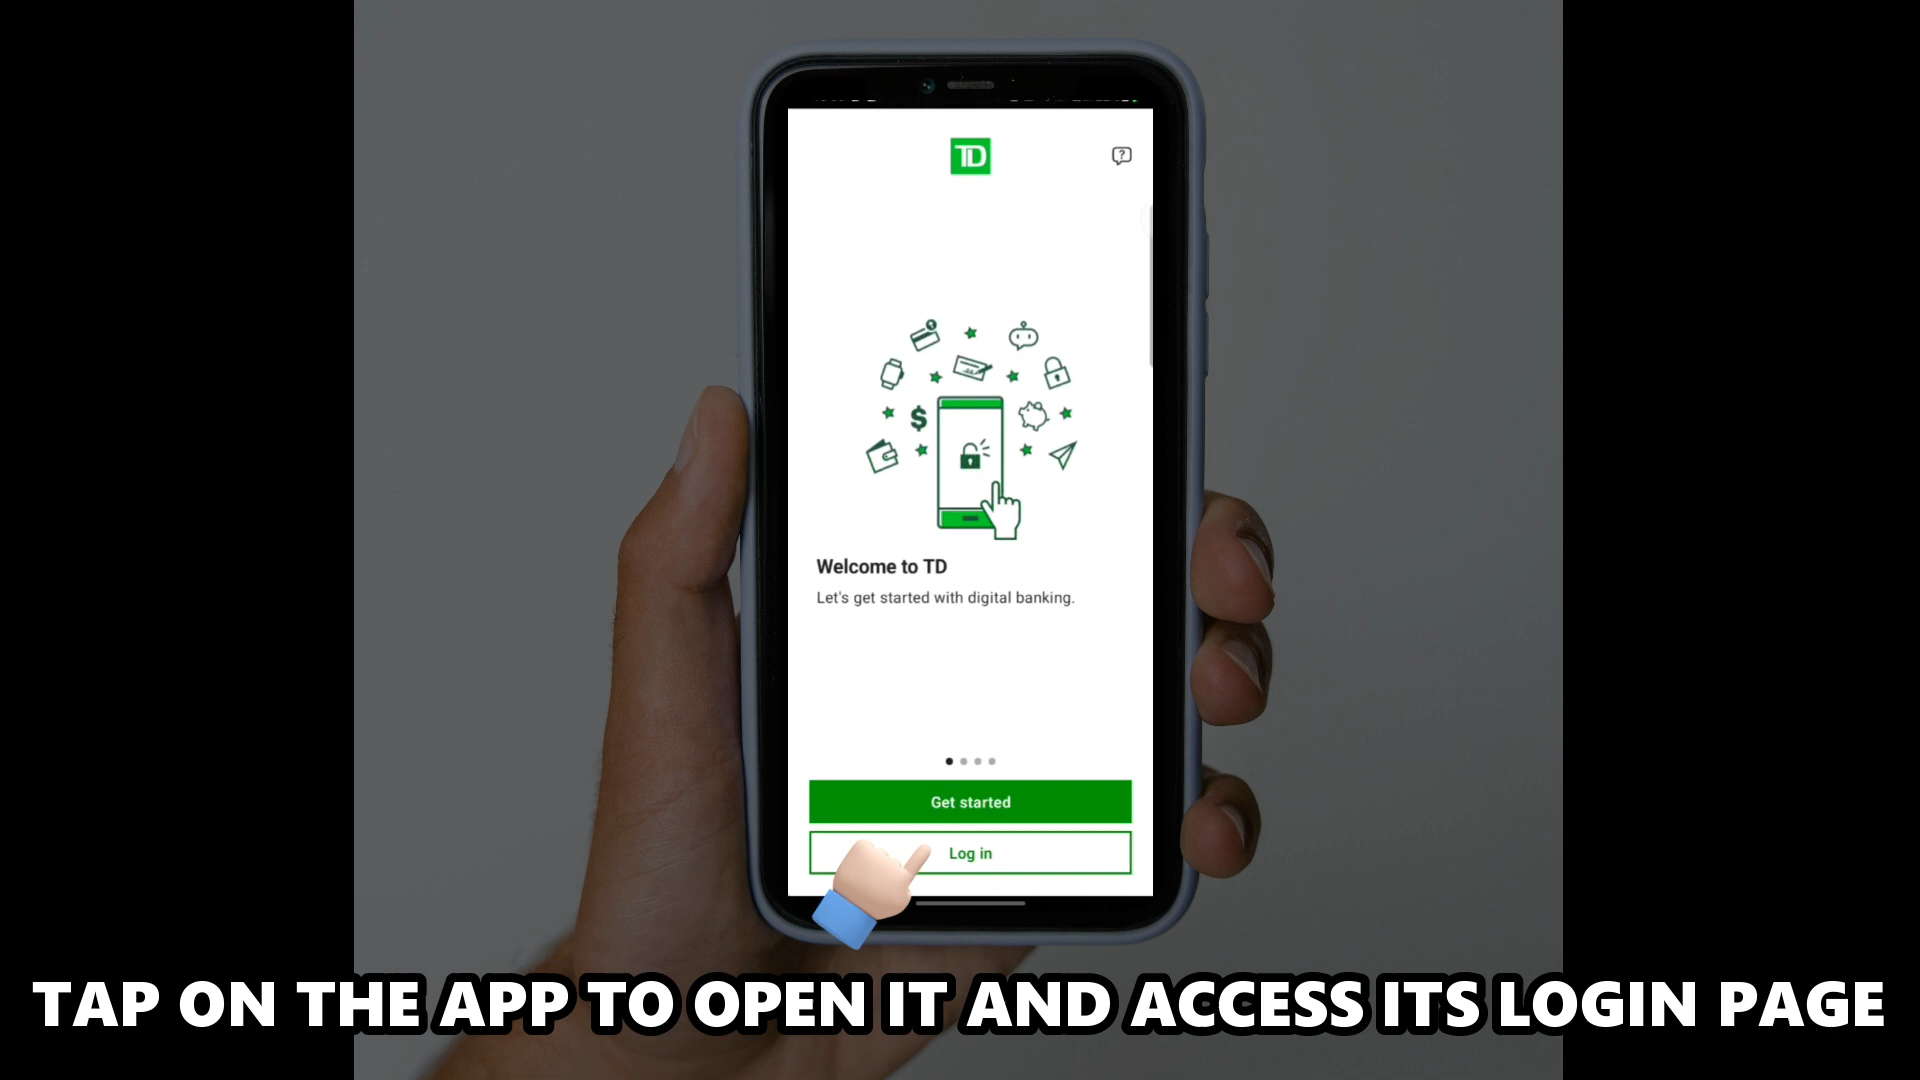 TD
?
$
Welcome to TD
Let's get started with digital banking.
Get started
Log in
TAP ON THE APP TO OPEN IT AND ACCESS ITS LOGIN PAGE